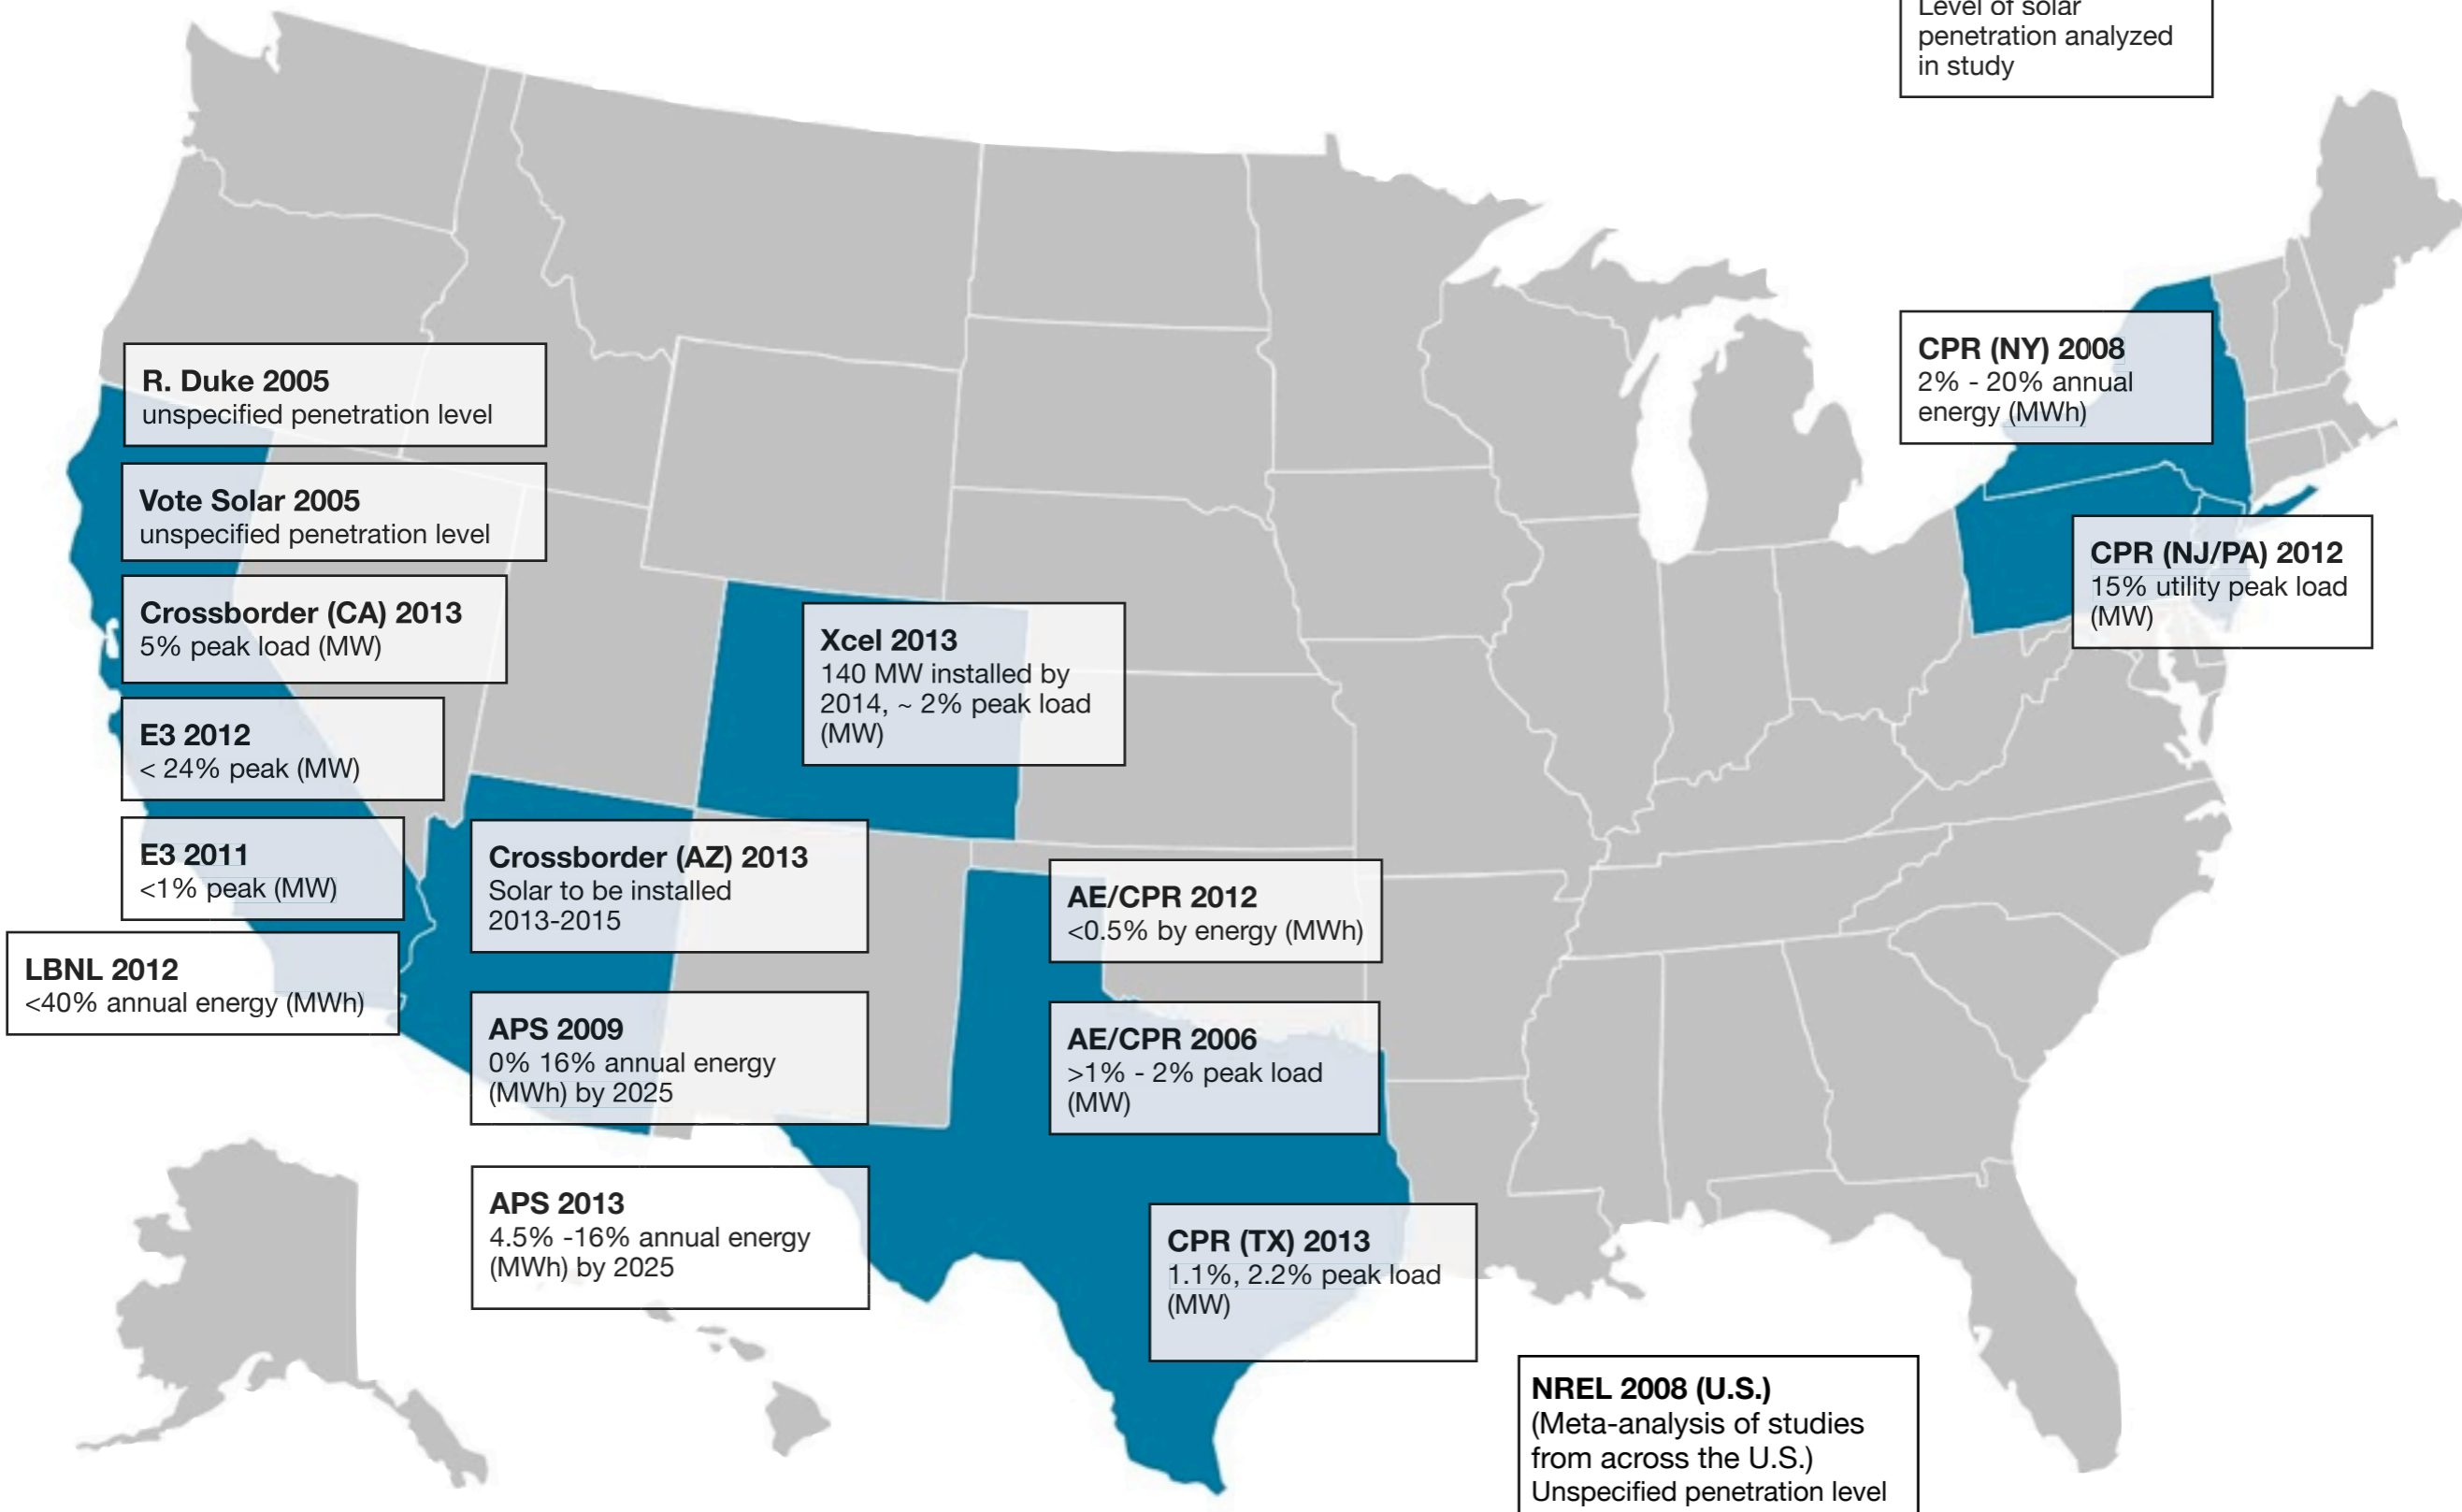 Level of solar
penetration analyzed
in study
R. Duke 2005
unspecified penetration level
Vote Solar 2005
unspecified penetration level
Crossborder (CA) 2013
5% peak load (MW)
E3 2012
< 24% peak (MW)
E3 2011
<1% peak (MW)
LBNL 2012
<40% annual energy (MWh)
Xcel 2013
140 MW installed by
2014, ~ 2% peak load
(MW)
Crossborder (AZ) 2013
Solar to be installed
2013-2015
APS 2009
0% 16% annual energy
(MWh) by 2025
APS 2013
4.5% -16% annual energy
(MWh) by 2025
AE/CPR 2012
<0.5% by energy (MWh)
AE/CPR 2006
>1% - 2% peak load
(MW)
CPR (TX) 2013
1.1%, 2.2% peak load
(MW)
CPR (NY) 2008
2% - 20% annual
energy (MWh)
CPR (NJ/PA) 2012
15% utility peak load
(MW)
NREL 2008 (U.S.)
(Meta-analysis of studies
from across the U.S.)
Unspecified penetration level